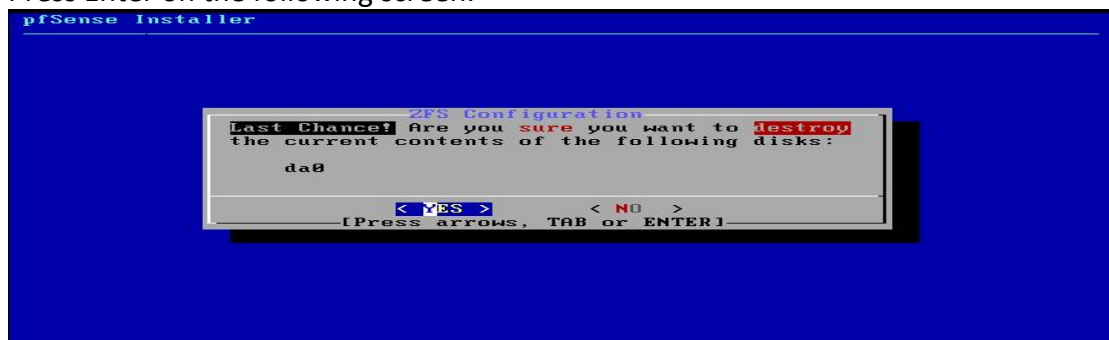 Press Enter on the following screen.
pfSense Installer
ZFS Configuration
Last Chance! Are you sure you want to destroy
the current contents of the following disks:
da0
< YES > < NO >
[Press arrows, TAB or ENTER]